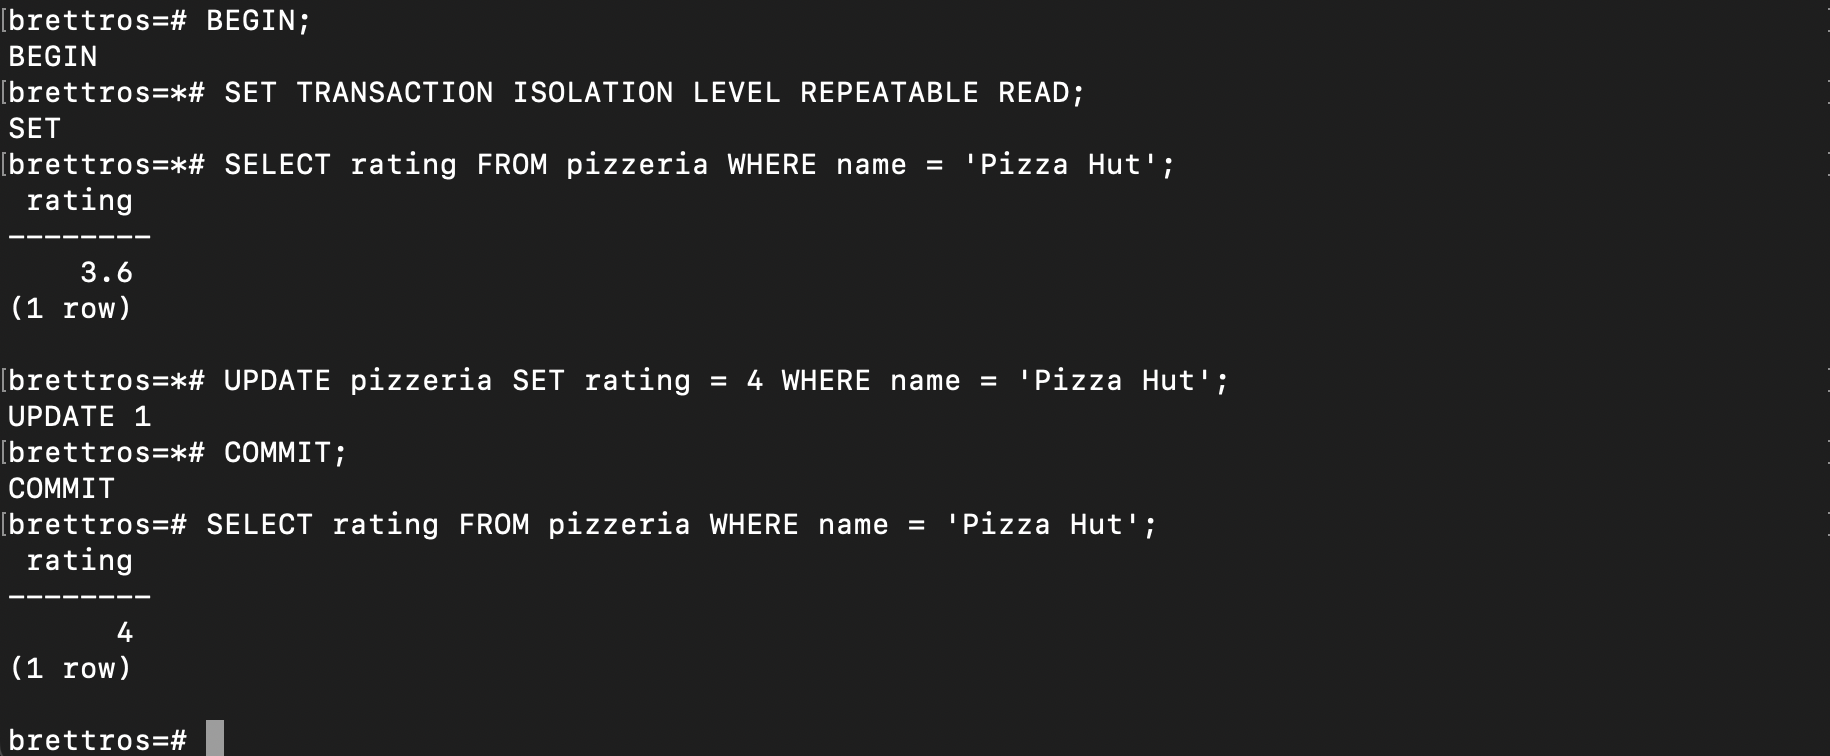 brettros=# BEGIN;
BEGIN
brettros=*# SET TRANSACTION ISOLATION LEVEL REPEATABLE READ;
SET
brettros=*# SELECT rating FROM pizzeria WHERE name = 'Pizza Hut';
 rating
--------
    3.6
(1 row)

brettros=*# UPDATE pizzeria SET rating = 4 WHERE name = 'Pizza Hut';
UPDATE 1
brettros=*# COMMIT;
COMMIT
brettros=# SELECT rating FROM pizzeria WHERE name = 'Pizza Hut';
 rating
--------
      4
(1 row)

brettros=#